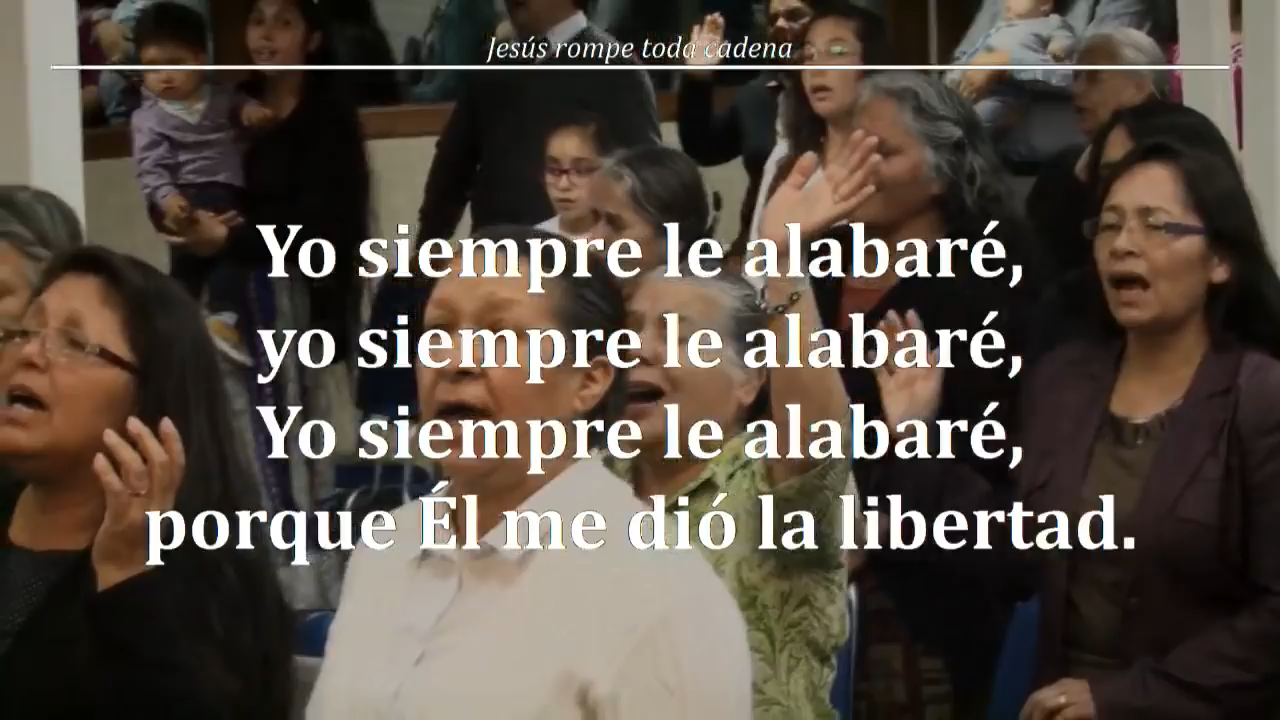 Jesús rompe toda cadena
Yo siempre le alabaré,
yo siempre le alabaré,
Yo siempre le alabaré,
porque Él me dió la libertad.